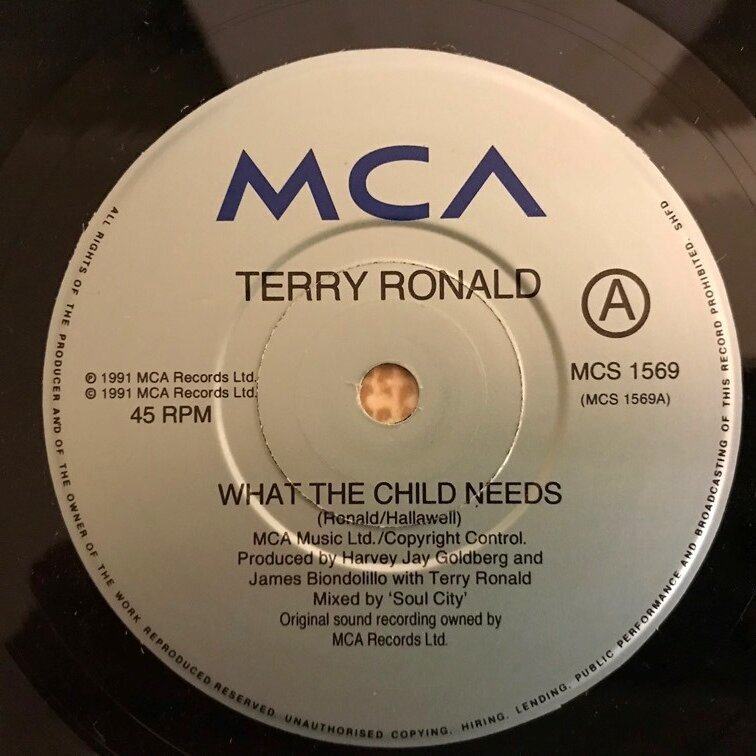 MCA
TERRY RONALD
A
℗ 1991 MCA Records Ltd.
© 1991 MCA Records Ltd.
45 RPM
MCS 1569
(MCS 1569A)
WHAT THE CHILD NEEDS
(Ronald/Hallawell)
MCA Music Ltd./Copyright Control.
Produced by Harvey Jay Goldberg and
James Biondolillo with Terry Ronald
Mixed by 'Soul City'
Original sound recording owned by
MCA Records Ltd.
ALL RIGHTS OF THE PRODUCER AND OF THE OWNER OF THE WORK REPRODUCED RESERVED. UNAUTHORISED COPYING, HIRING, LENDING, PUBLIC PERFORMANCE AND BROADCASTING OF THIS RECORD PROHIBITED. SHFD